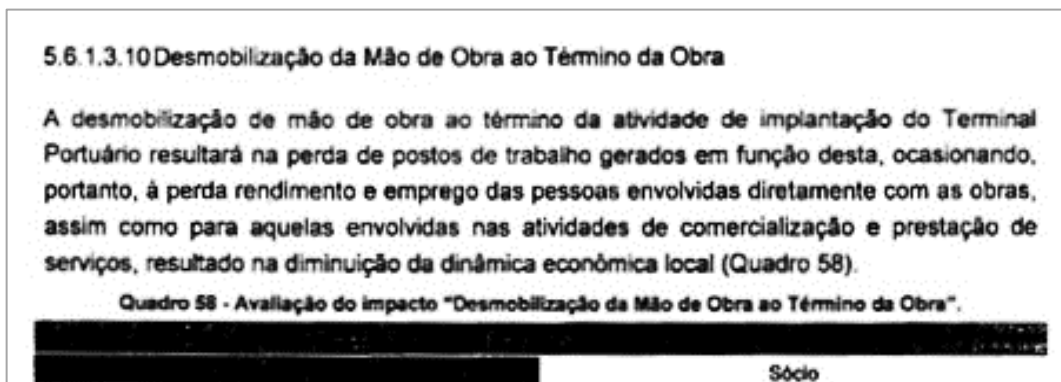 5.6.1.3.10 Desmobilização da Mão de Obra ao Término da Obra
A desmobilização de mão de obra ao término da atividade de implantação do Terminal
Portuário resultará na perda de postos de trabalho gerados em função desta, ocasionando,
portanto, à perda rendimento e emprego das pessoas envolvidas diretamente com as obras,
assim como para aquelas envolvidas nas atividades de comercialização e prestação de
serviços, resultado na diminuição da dinâmica econômica local (Quadro 58).
Quadro 58 - Avaliação do impacto "Desmobilização da Mão de Obra ao Término da Obra".
Sócio